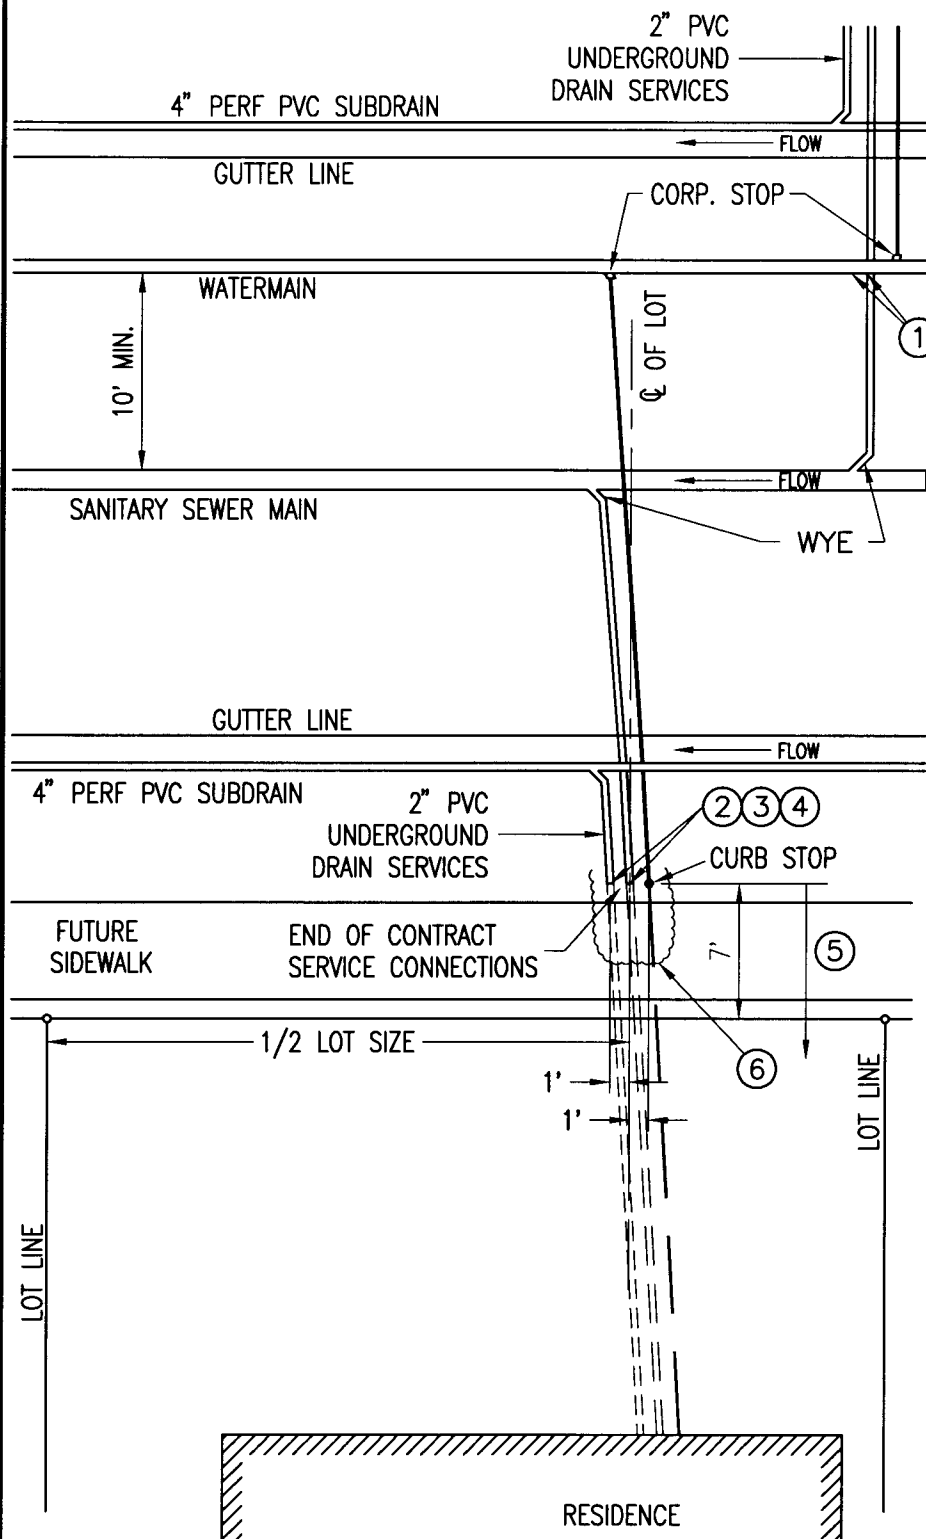 2" PVC
UNDERGROUND
DRAIN SERVICES
4" PERF PVC SUBDRAIN
FLOW
GUTTER LINE
CORP. STOP
WATERMAIN
℄ OF LOT
1
10' MIN.
FLOW
SANITARY SEWER MAIN
WYE
GUTTER LINE
FLOW
4" PERF PVC SUBDRAIN
2" PVC
UNDERGROUND
DRAIN SERVICES
2 3 4
CURB STOP
FUTURE
SIDEWALK
END OF CONTRACT
SERVICE CONNECTIONS
7'
5
1/2 LOT SIZE
6
1'
1'
LOT LINE
LOT LINE
RESIDENCE